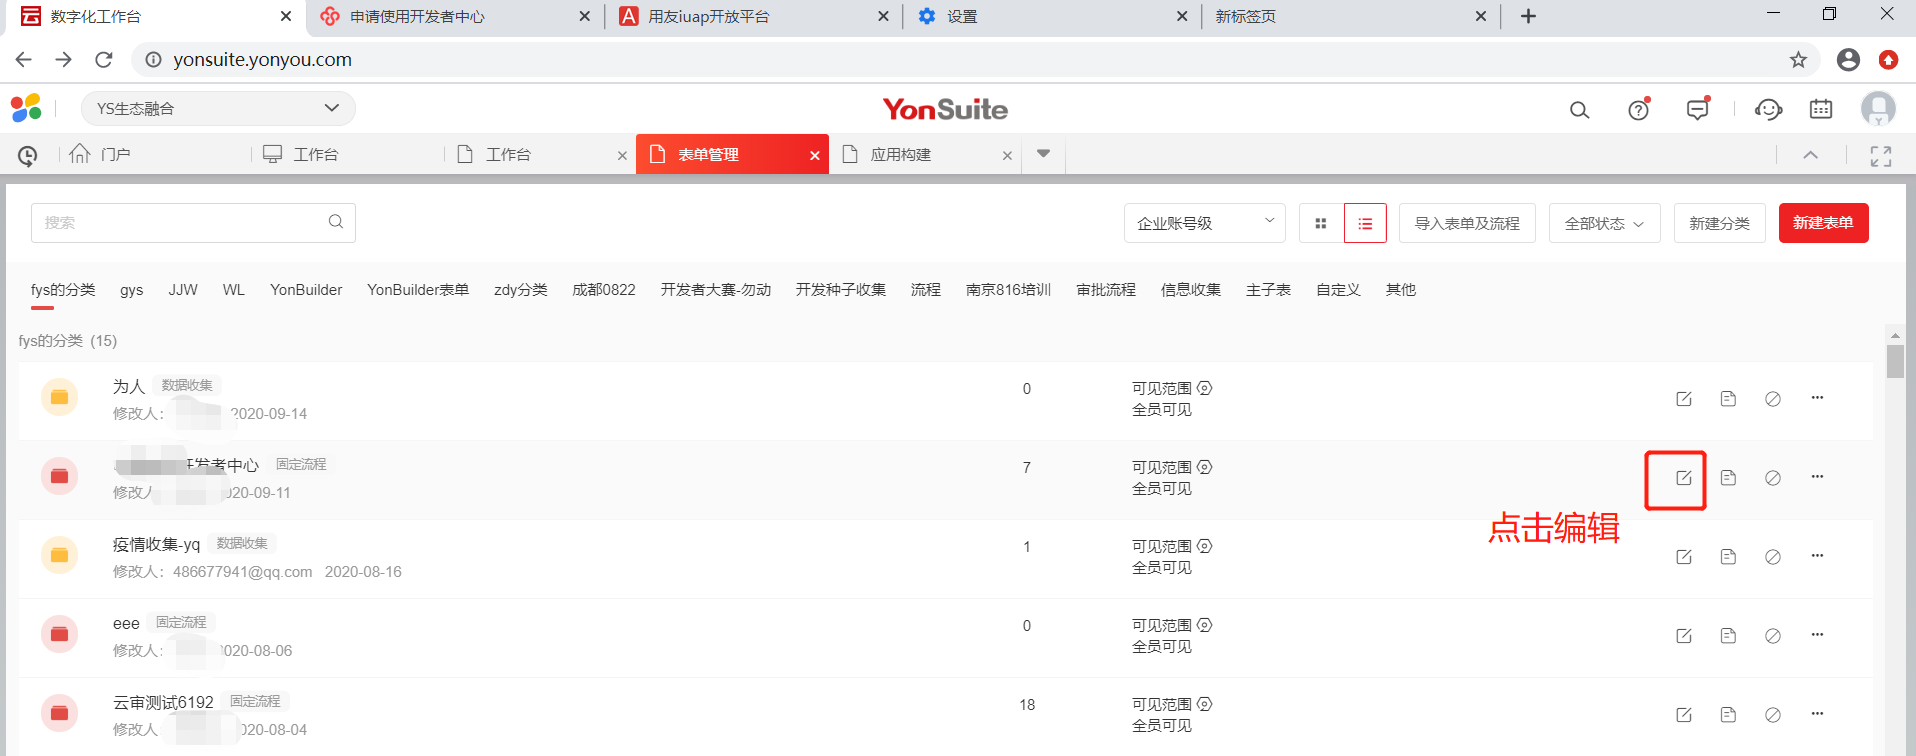 数字化工作台
申请使用开发者中心
用友iuap开放平台
设置
新标签页
yonsuite.yonyou.com
YS生态融合
YonSuite
门户
工作台
工作台
表单管理
应用构建
搜索
企业账号级
导入表单及流程
全部状态
新建分类
新建表单
fys的分类 gys JJW WL YonBuilder YonBuilder表单 zdy分类 成都0822 开发者大赛-勿动 开发种子收集 流程 南京816培训 审批流程 信息收集 主子表 自定义 其他
fys的分类 (15)
为人 数据收集
修改人: 2020-09-14
0
可见范围
全员可见
开发者中心 固定流程
修改人 020-09-11
7
可见范围
全员可见
点击编辑
疫情收集-yq 数据收集
修改人: 486677941@qq.com 2020-08-16
1
可见范围
全员可见
eee 固定流程
修改人: 2020-08-06
0
可见范围
全员可见
云审测试6192 固定流程
修改人 020-08-04
18
可见范围
全员可见